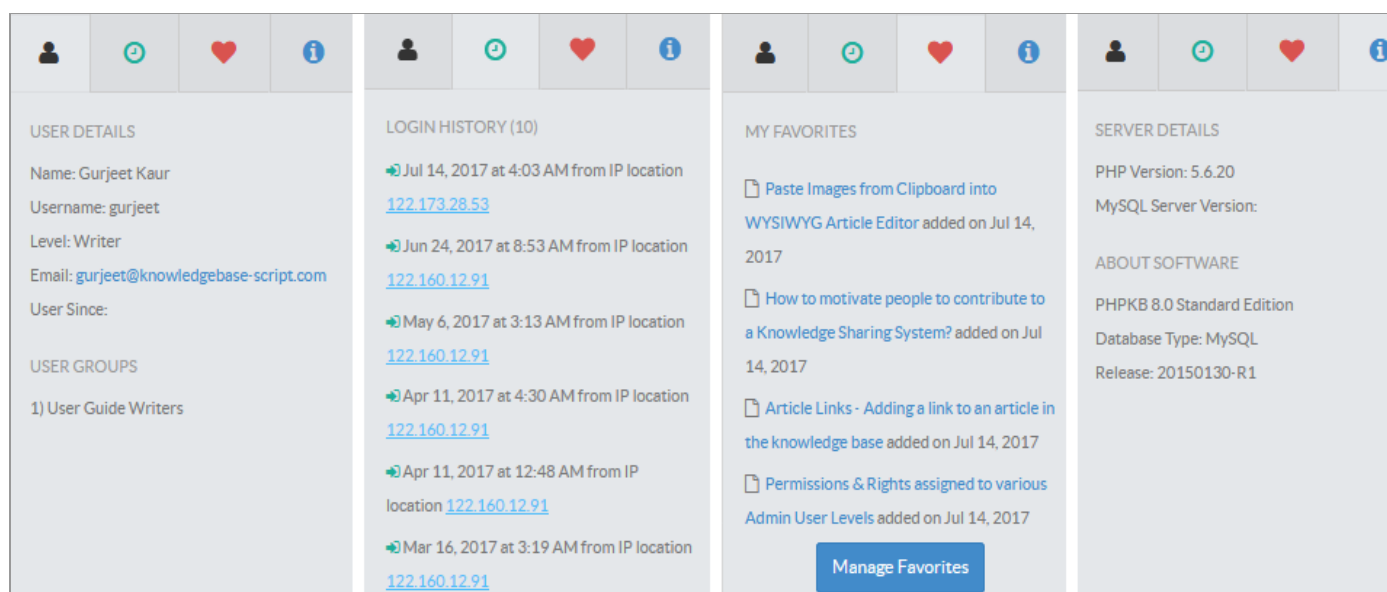 USER DETAILS
Name: Gurjeet Kaur
Username: gurjeet
Level: Writer
Email: gurjeet@knowledgebase-script.com
User Since:
USER GROUPS
1) User Guide Writers
LOGIN HISTORY (10)
Jul 14, 2017 at 4:03 AM from IP location
122.173.28.53
Jun 24, 2017 at 8:53 AM from IP location
122.160.12.91
May 6, 2017 at 3:13 AM from IP location
122.160.12.91
Apr 11, 2017 at 4:30 AM from IP location
122.160.12.91
Apr 11, 2017 at 12:48 AM from IP
location 122.160.12.91
Mar 16, 2017 at 3:19 AM from IP location
122.160.12.91
MY FAVORITES
Paste Images from Clipboard into
WYSIWYG Article Editor added on Jul 14,
2017
How to motivate people to contribute to
a Knowledge Sharing System? added on Jul
14, 2017
Article Links - Adding a link to an article in
the knowledge base added on Jul 14, 2017
Permissions & Rights assigned to various
Admin User Levels added on Jul 14, 2017
Manage Favorites
SERVER DETAILS
PHP Version: 5.6.20
MySQL Server Version:
ABOUT SOFTWARE
PHPKB 8.0 Standard Edition
Database Type: MySQL
Release: 20150130-R1